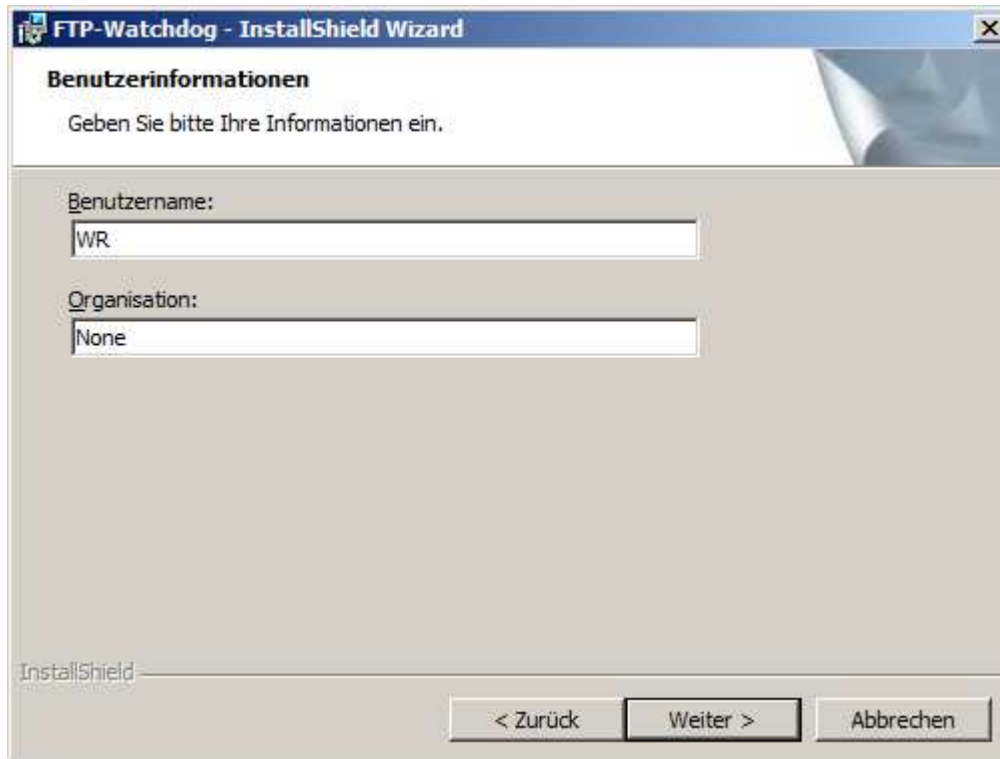 FTP-Watchdog - InstallShield Wizard
Benutzerinformationen
Geben Sie bitte Ihre Informationen ein.
Benutzername:
WR
Organisation:
None
InstallShield
< Zurück Weiter > Abbrechen